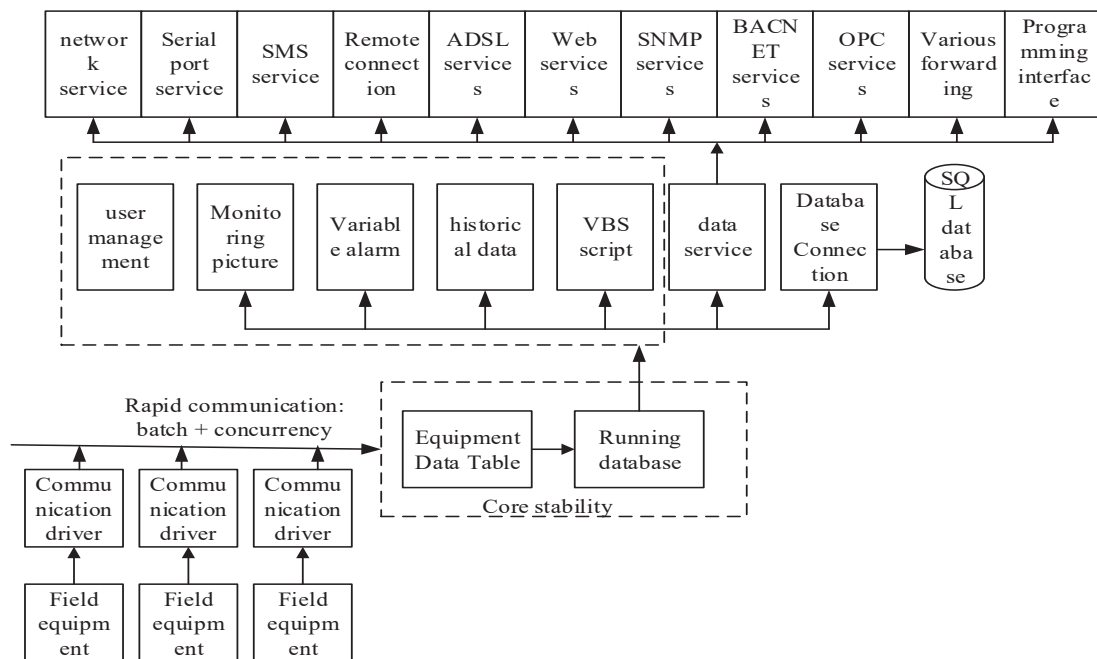 networ
k service
Serial
port
service
SMS
service
Remote
connect
ion
ADSL
service
s
Web
service
s
SNMP
service
s
BACN
ET
service
s
OPC
service
s
Various
forward
ing
Progra
mming
interfac
e
user
manage
ment
Monito
ring
picture
Variabl
e alarm
historic
al data
VBS
script
data
service
Databa
se
Connec
tion
SQ
L
dat
aba
se
Rapid communication:
batch + concurrency
Equipment
Data Table
Running
database
Core stability
Commu
nication
driver
Commu
nication
driver
Commu
nication
driver
Field
equipm
ent
Field
equipm
ent
Field
equipm
ent